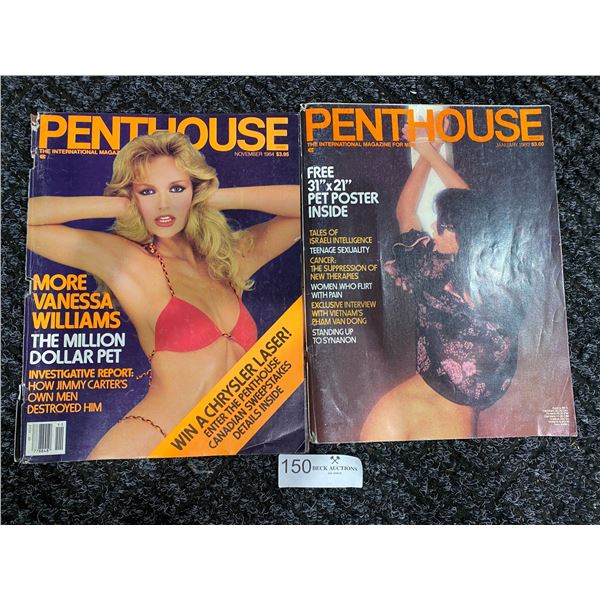 PENTHOUSE
THE INTERNATIONAL MAGAZINE
NOVEMBER 1984 $3.95
MORE
VANESSA
WILLIAMS
THE MILLION
DOLLAR PET
INVESTIGATIVE REPORT:
HOW JIMMY CARTER'S
OWN MEN
DESTROYED HIM
WIN A CHRYSLER LASER!
ENTER THE PENTHOUSE
CANADIAN SWEEPSTAKES
DETAILS INSIDE
PENTHOUSE
THE INTERNATIONAL MAGAZINE FOR
JANUARY 1980 $3.00
FREE
31"x21"
PET POSTER
INSIDE
TALES OF
ISRAELI INTELLIGENCE
TEENAGE SEXUALITY
CANCER:
THE SUPPRESSION OF
NEW THERAPIES
WOMEN WHO FLIRT
WITH PAIN
EXCLUSIVE INTERVIEW
WITH VIETNAM'S
PHAM VAN DONG
STANDING UP
TO SYNANON
150
BECK AUCTIONS